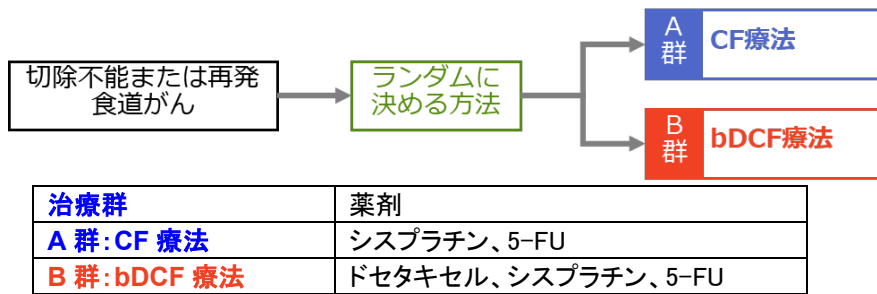 切除不能または再発
食道がん
ランダムに
決める方法
A
群
CF療法
B
群
bDCF療法
治療群 薬剤
A 群：CF 療法 シスプラチン、5-FU
B 群：bDCF 療法 ドセタキセル、シスプラチン、5-FU